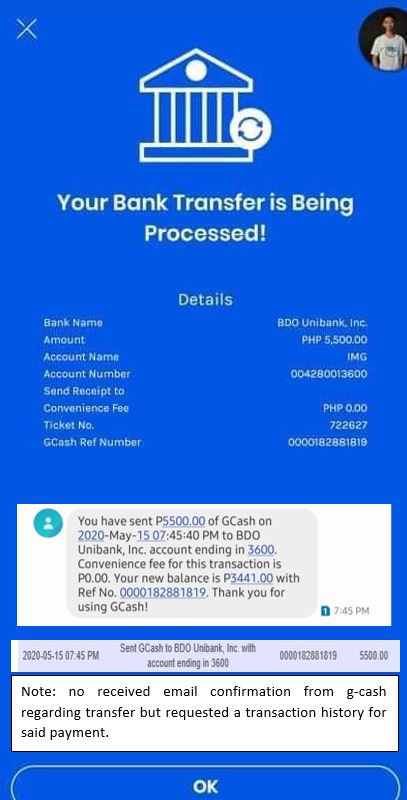 Your Bank Transfer is Being
Processed!
Details
Bank Name BDO Unibank, Inc.
Amount PHP 5,500.00
Account Name IMG
Account Number 004280013600
Send Receipt to
Convenience Fee PHP 0.00
Ticket No. 722627
GCash Ref Number 0000182881819
You have sent P5500.00 of GCash on
2020-May-15 07:45:40 PM to BDO
Unibank, Inc. account ending in 3600.
Convenience fee for this transaction is
P0.00. Your new balance is P3441.00 with
Ref No. 0000182881819. Thank you for
using GCash!
1 7:45 PM
2020-05-15 07:45 PM Sent GCash to BDO Unibank, Inc. with 0000182881819 5500.00
account ending in 3600
Note: no received email confirmation from g-cash
regarding transfer but requested a transaction history for
said payment.
OK